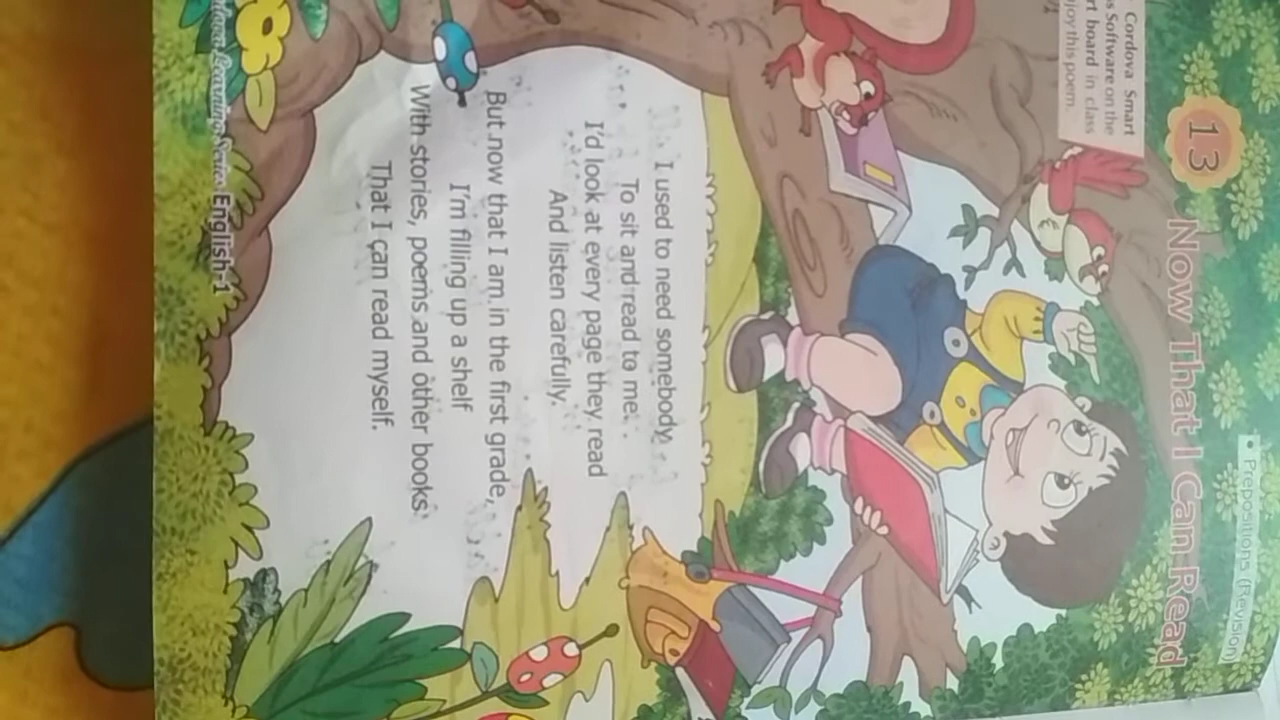 • Prepositions (Revision)
13
Now That I Can Read
Cordova Smart
Software on the
board in class
this poem.
I used to need somebody
To sit and read to me.
I'd look at every page they read
And listen carefully.
But now that I am in the first grade,
I'm filling up a shelf
With stories, poems and other books
That I can read myself.
Learning Series English-1